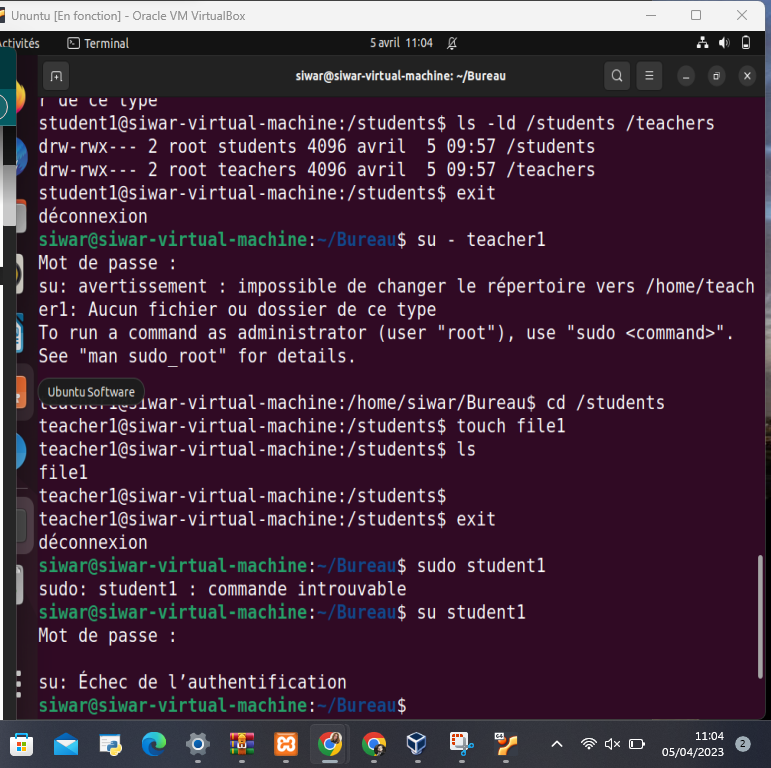 Ununtu [En fonction] - Oracle VM VirtualBox
ctivités
Terminal
5 avril 11:04
siwar@siwar-virtual-machine: ~/Bureau
r de ce type
student1@siwar-virtual-machine:/students$ ls -ld /students /teachers
drw-rwx--- 2 root students 4096 avril  5 09:57 /students
drw-rwx--- 2 root teachers 4096 avril  5 09:57 /teachers
student1@siwar-virtual-machine:/students$ exit
déconnexion
siwar@siwar-virtual-machine:~/Bureau$ su - teacher1
Mot de passe :
su: avertissement : impossible de changer le répertoire vers /home/teach
er1: Aucun fichier ou dossier de ce type
To run a command as administrator (user "root"), use "sudo <command>".
See "man sudo_root" for details.
Ubuntu Software
teacher1@siwar-virtual-machine:/home/siwar/Bureau$ cd /students
teacher1@siwar-virtual-machine:/students$ touch file1
teacher1@siwar-virtual-machine:/students$ ls
file1
teacher1@siwar-virtual-machine:/students$
teacher1@siwar-virtual-machine:/students$ exit
déconnexion
siwar@siwar-virtual-machine:~/Bureau$ sudo student1
sudo: student1 : commande introuvable
siwar@siwar-virtual-machine:~/Bureau$ su student1
Mot de passe :
su: Échec de l’authentification
siwar@siwar-virtual-machine:~/Bureau$
11:04
05/04/2023
2